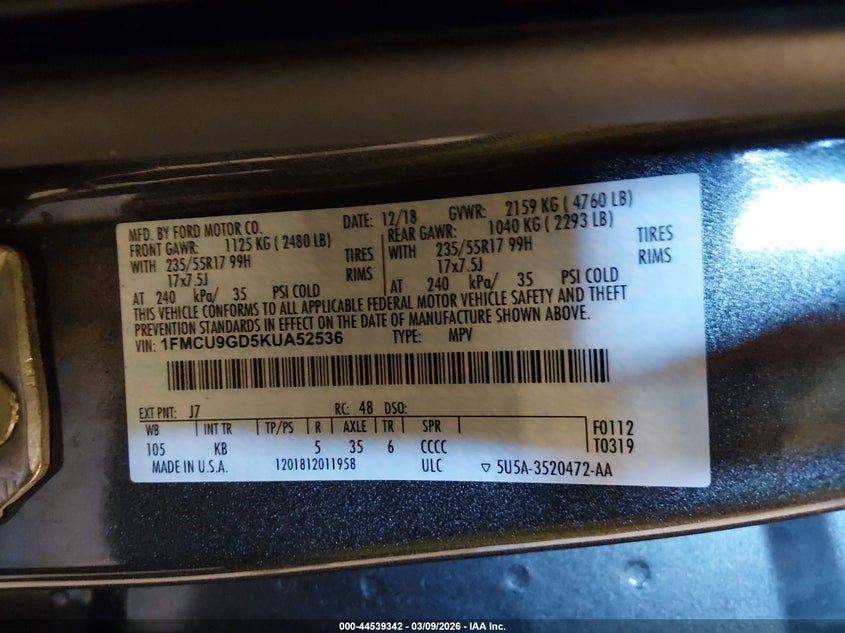 MFD. BY FORD MOTOR CO. DATE: 12/18 GVWR: 2159 KG ( 4760 LB)
FRONT GAWR: 1125 KG ( 2480 LB) REAR GAWR: 1040 KG ( 2293 LB)
WITH 235/55R17 99H TIRES WITH 235/55R17 99H TIRES
17x7.5J RIMS 17x7.5J RIMS
AT 240 kPa/ 35 PSI COLD AT 240 kPa/ 35 PSI COLD
THIS VEHICLE CONFORMS TO ALL APPLICABLE FEDERAL MOTOR VEHICLE SAFETY AND THEFT
PREVENTION STANDARDS IN EFFECT ON THE DATE OF MANUFACTURE SHOWN ABOVE.
VIN: 1FMCU9GD5KUA52536 TYPE: MPV
EXT PNT: J7 RC: 48 DSO:
WB INT TR TP/PS R AXLE TR SPR F0112
105 KB 5 35 6 CCCC T0319
MADE IN U.S.A. 1201812011958 ULC ▽ 5U5A-3520472-AA
000-44539342 | 03/09/2026 - IAA Inc.